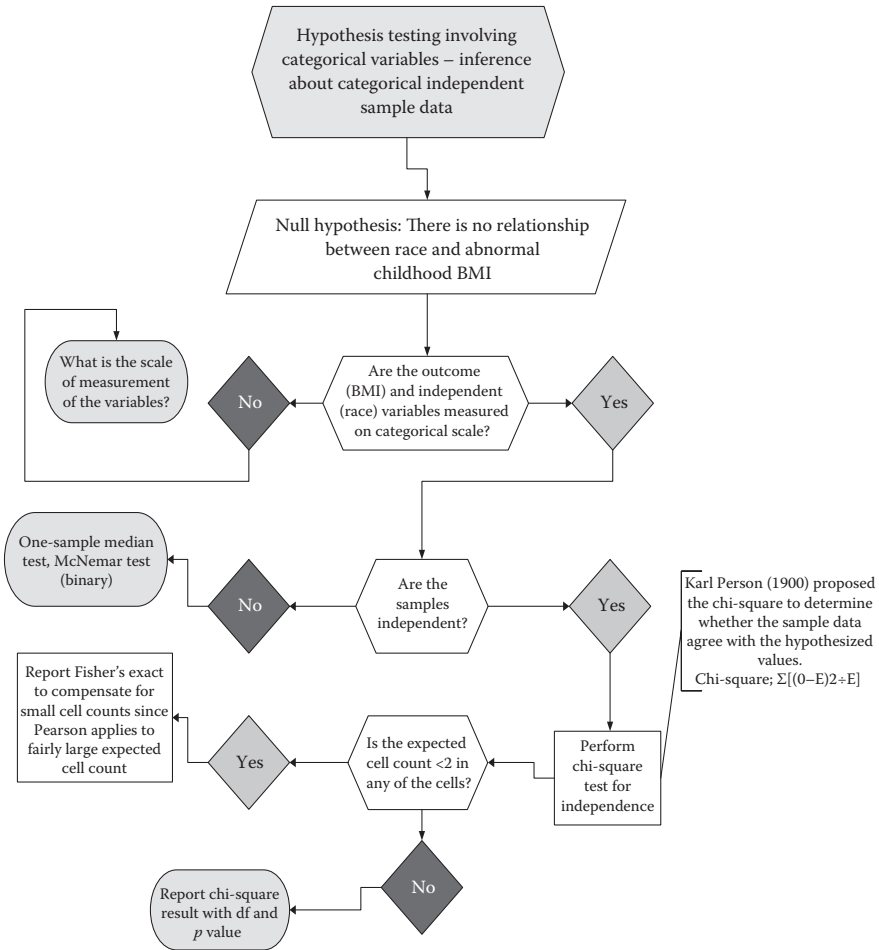 Hypothesis testing involving
categorical variables – inference
about categorical independent
sample data
Null hypothesis: There is no relationship
between race and abnormal
childhood BMI
What is the scale
of measurement
of the variables?
No
Are the outcome
(BMI) and independent
(race) variables measured
on categorical scale?
Yes
One-sample median
test, McNemar test
(binary)
No
Are the
samples
independent?
Yes
Karl Person (1900) proposed
the chi-square to determine
whether the sample data
agree with the hypothesized
values.
Chi-square; Σ[(0–E)2÷E]
Report Fisher’s exact
to compensate for
small cell counts since
Pearson applies to
fairly large expected
cell count
Yes
Is the expected
cell count <2 in
any of the cells?
Perform
chi-square
test for
independence
No
Report chi-square
result with df and
p value